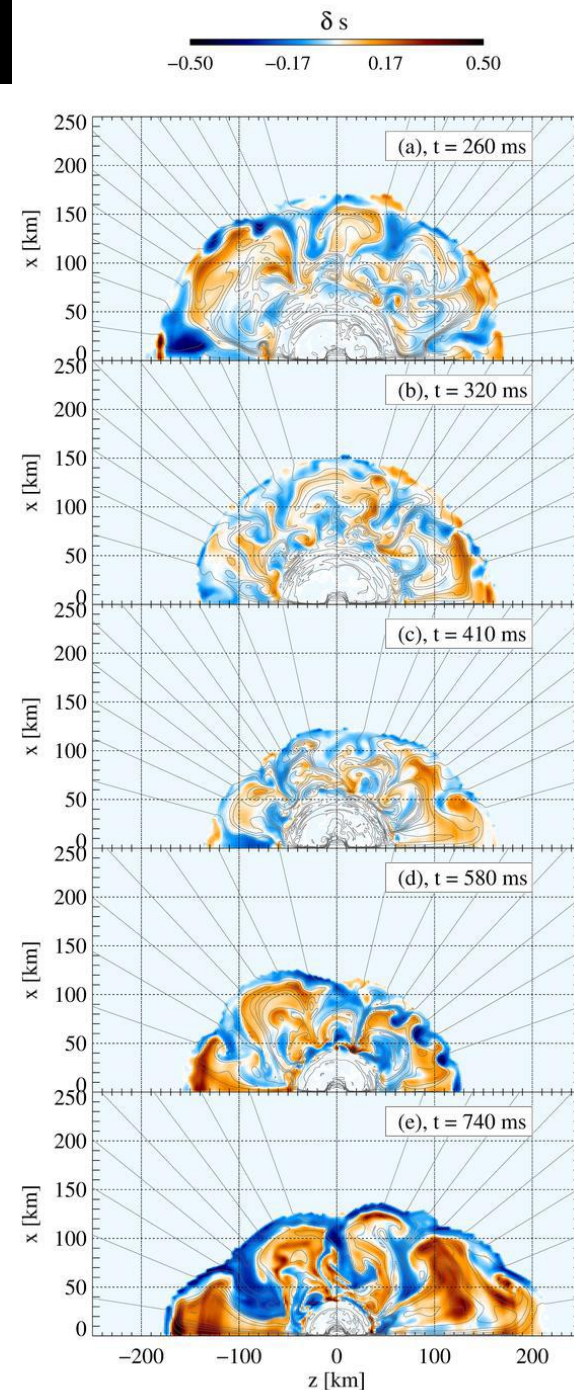 δ s
−0.50 −0.17 0.17 0.50
250
(a), t = 260 ms
200
150
x [km]
100
50
0
250
(b), t = 320 ms
200
150
x [km]
100
50
0
250
(c), t = 410 ms
200
150
x [km]
100
50
0
250
(d), t = 580 ms
200
150
x [km]
100
50
0
250
(e), t = 740 ms
200
150
x [km]
100
50
0
−200 −100 0 100 200
z [km]